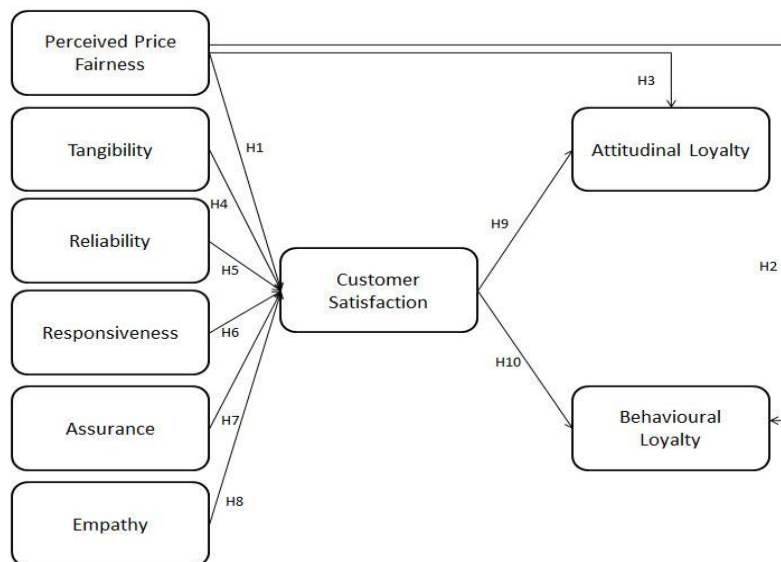 Perceived Price
Fairness
H3
H1
Tangibility
Attitudinal Loyalty
H4
H9
Reliability
H5
Customer
Satisfaction
H2
Responsiveness
H6
H10
Assurance
H7
Behavioural
Loyalty
H8
Empathy